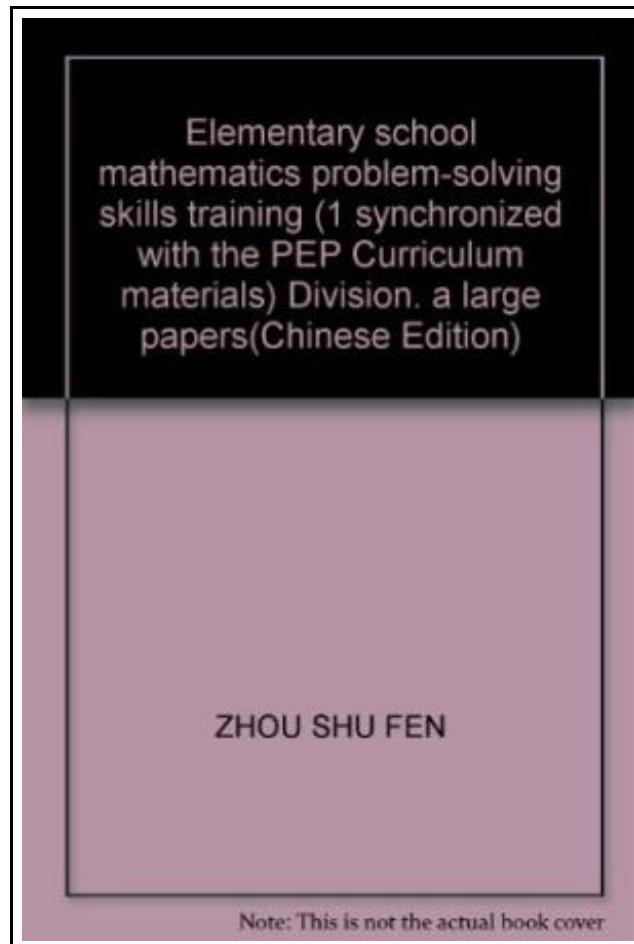 Elementary school
mathematics problem-solving
skills training (1 synchronized
with the PEP Curriculum
materials) Division. a large
papers(Chinese Edition)
ZHOU SHU FEN
Note: This is not the actual book cover